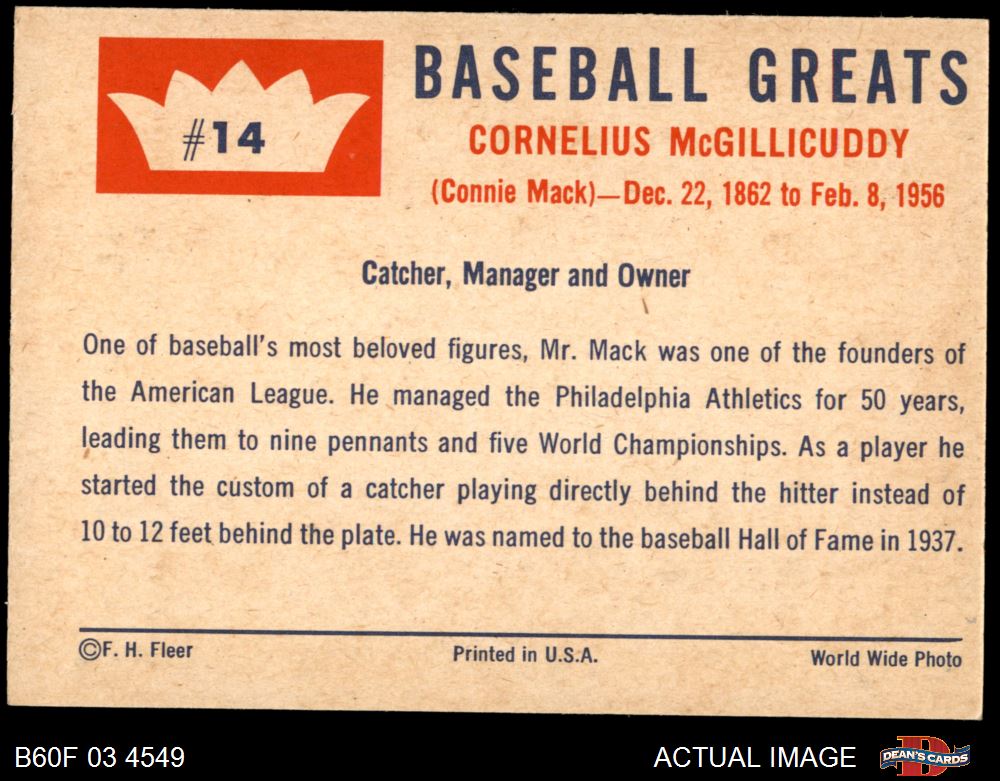 #14
BASEBALL GREATS
CORNELIUS McGILLICUDDY
(Connie Mack)—Dec. 22, 1862 to Feb. 8, 1956
Catcher, Manager and Owner
One of baseball's most beloved figures, Mr. Mack was one of the founders of
the American League. He managed the Philadelphia Athletics for 50 years,
leading them to nine pennants and five World Championships. As a player he
started the custom of a catcher playing directly behind the hitter instead of
10 to 12 feet behind the plate. He was named to the baseball Hall of Fame in 1937.
©F. H. Fleer
Printed in U.S.A.
World Wide Photo
B60F 03 4549
ACTUAL IMAGE
DEAN'S CARDS